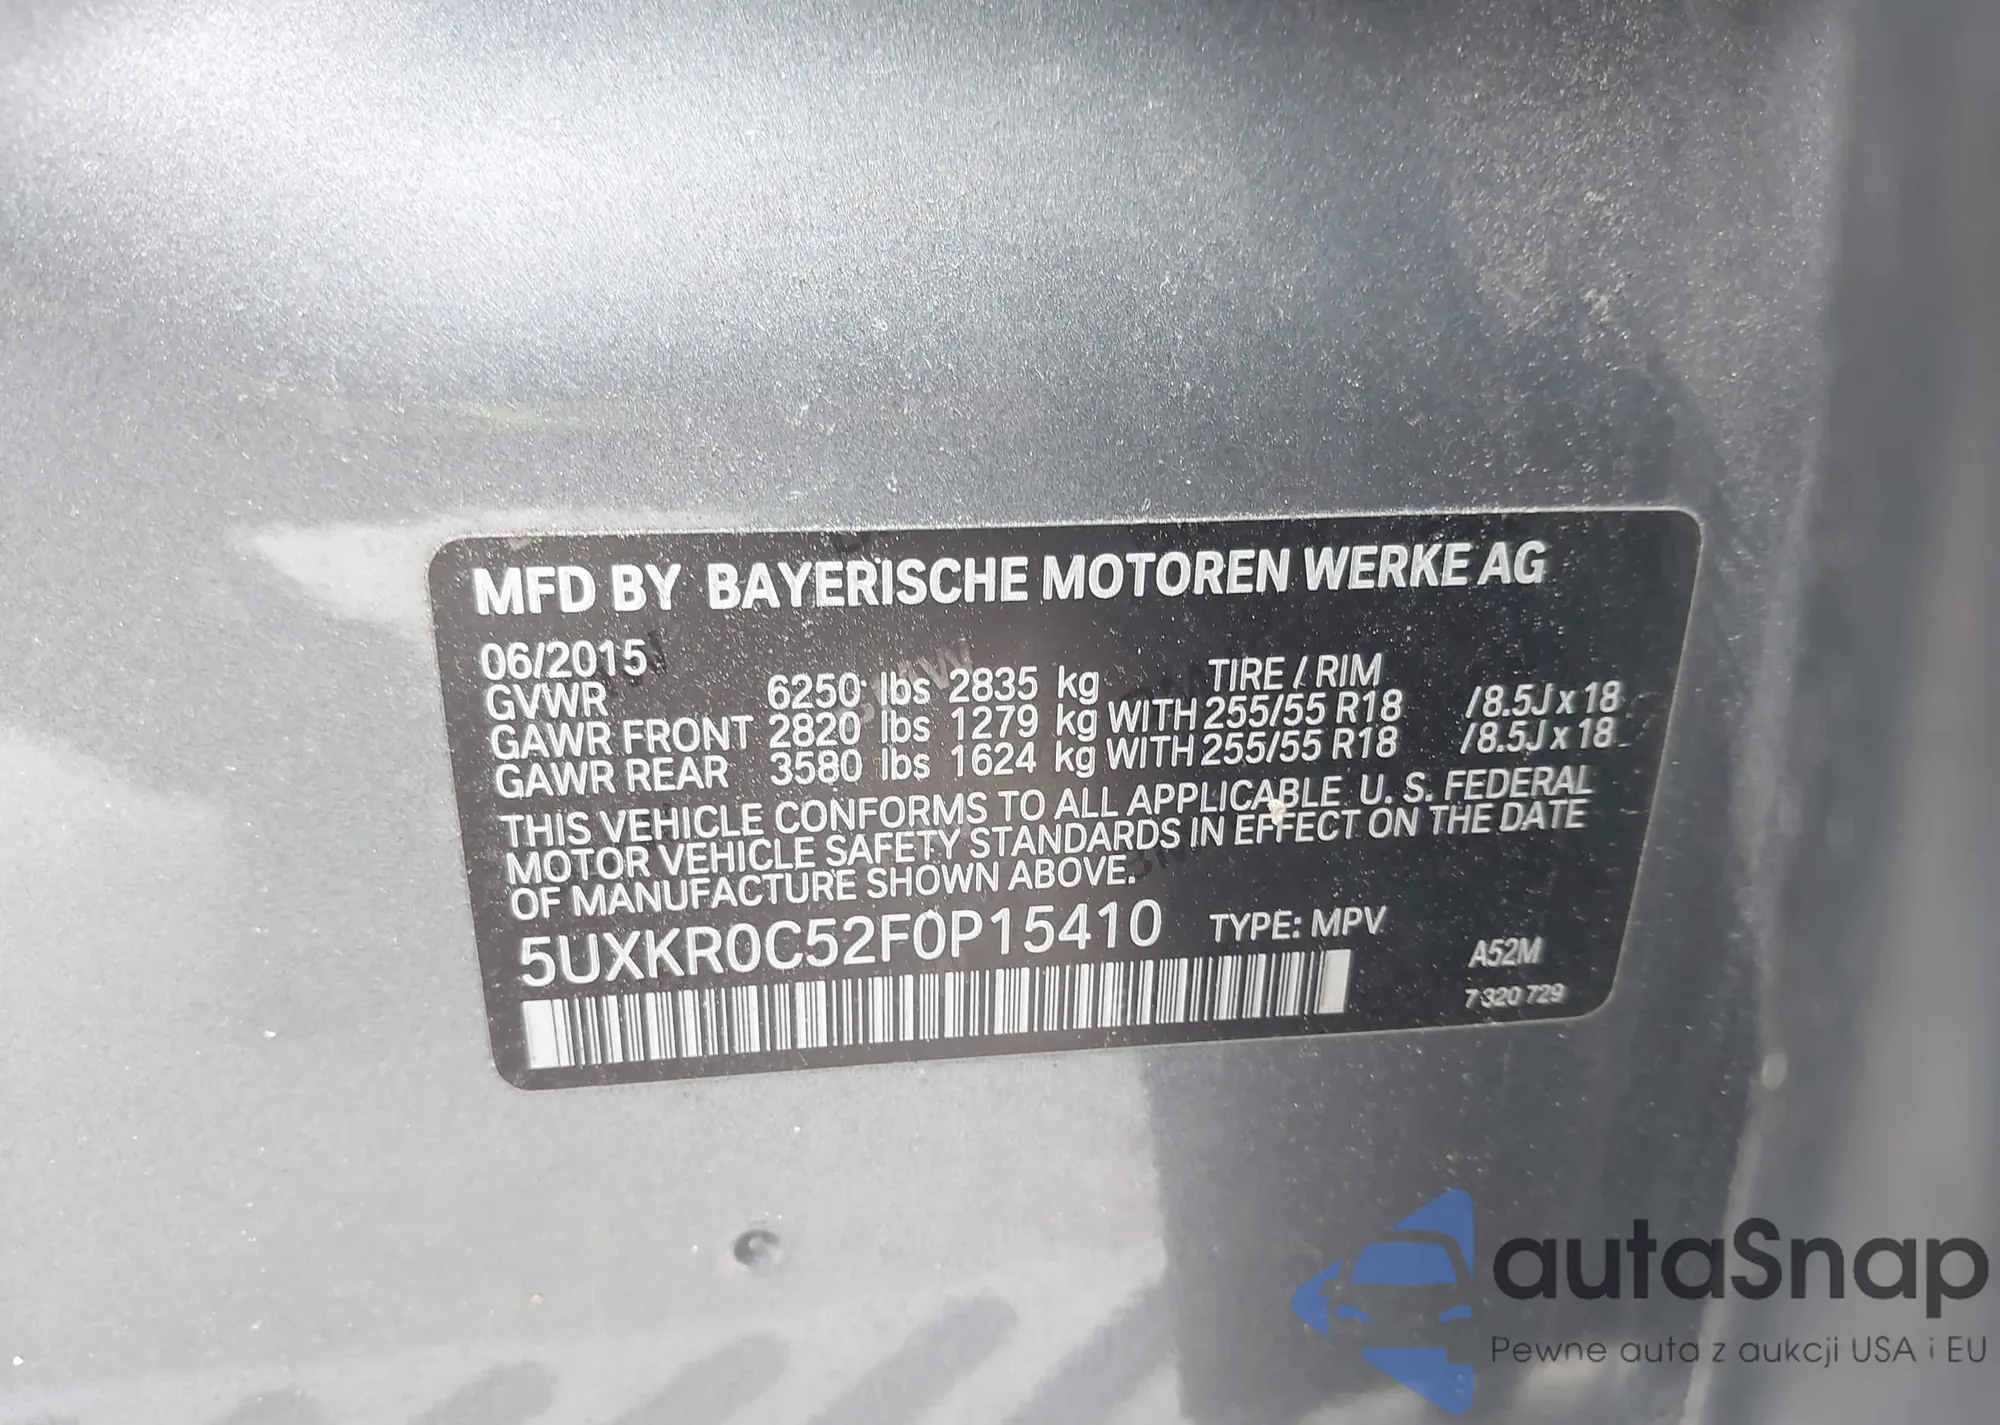 MFD BY BAYERISCHE MOTOREN WERKE AG
06/2015
GVWR 6250 lbs 2835 kg TIRE / RIM
GAWR FRONT 2820 lbs 1279 kg WITH 255/55 R18 /8.5J x 18
GAWR REAR 3580 lbs 1624 kg WITH 255/55 R18 /8.5J x 18
THIS VEHICLE CONFORMS TO ALL APPLICABLE U. S. FEDERAL
MOTOR VEHICLE SAFETY STANDARDS IN EFFECT ON THE DATE
OF MANUFACTURE SHOWN ABOVE.
5UXKR0C52F0P15410 TYPE: MPV
A52M
7 320 729
autaSnap
Pewne auta z aukcji USA i EU